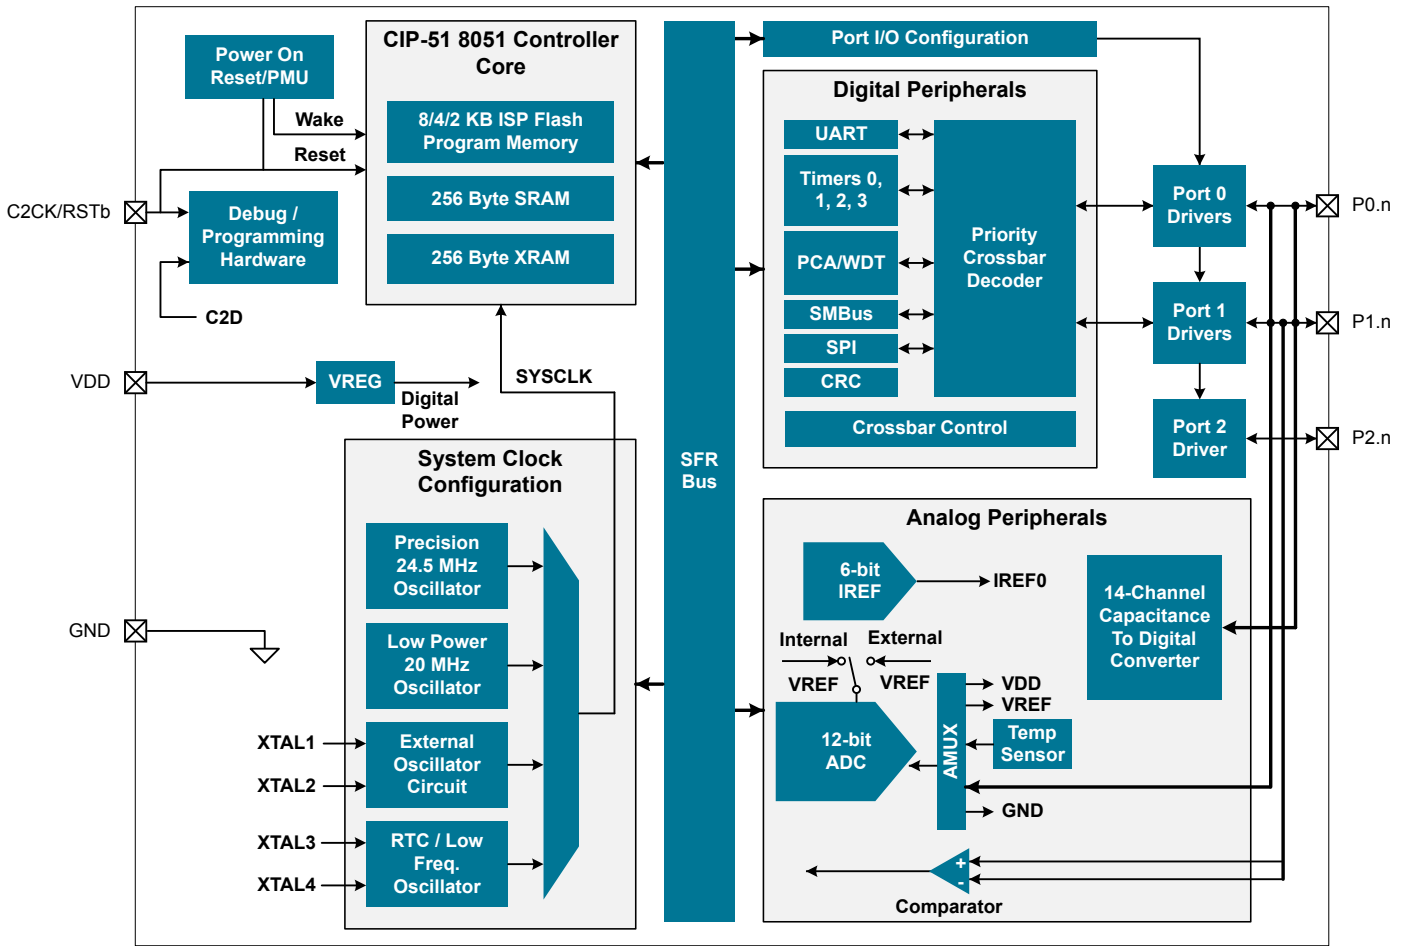 Power On
Reset/PMU
Wake
Reset
C2CK/RSTb
Debug /
Programming
Hardware
C2D
CIP-51 8051 Controller
Core
8/4/2 KB ISP Flash
Program Memory
256 Byte SRAM
256 Byte XRAM
VDD
VREG
Digital
Power
SYSCLK
GND
System Clock
Configuration
Precision
24.5 MHz
Oscillator
Low Power
20 MHz
Oscillator
XTAL1
XTAL2
External
Oscillator
Circuit
XTAL3
XTAL4
RTC / Low
Freq.
Oscillator
SFR
Bus
Port I/O Configuration
Digital Peripherals
UART
Timers 0,
1, 2, 3
PCA/WDT
SMBus
SPI
CRC
Priority
Crossbar
Decoder
Crossbar Control
Port 0
Drivers
P0.n
Port 1
Drivers
P1.n
Port 2
Driver
P2.n
Analog Peripherals
6-bit
IREF
IREF0
14-Channel
Capacitance
To Digital
Converter
Internal
VREF
External
VREF
12-bit
ADC
AMUX
VDD
VREF
Temp
Sensor
GND
+
-
Comparator